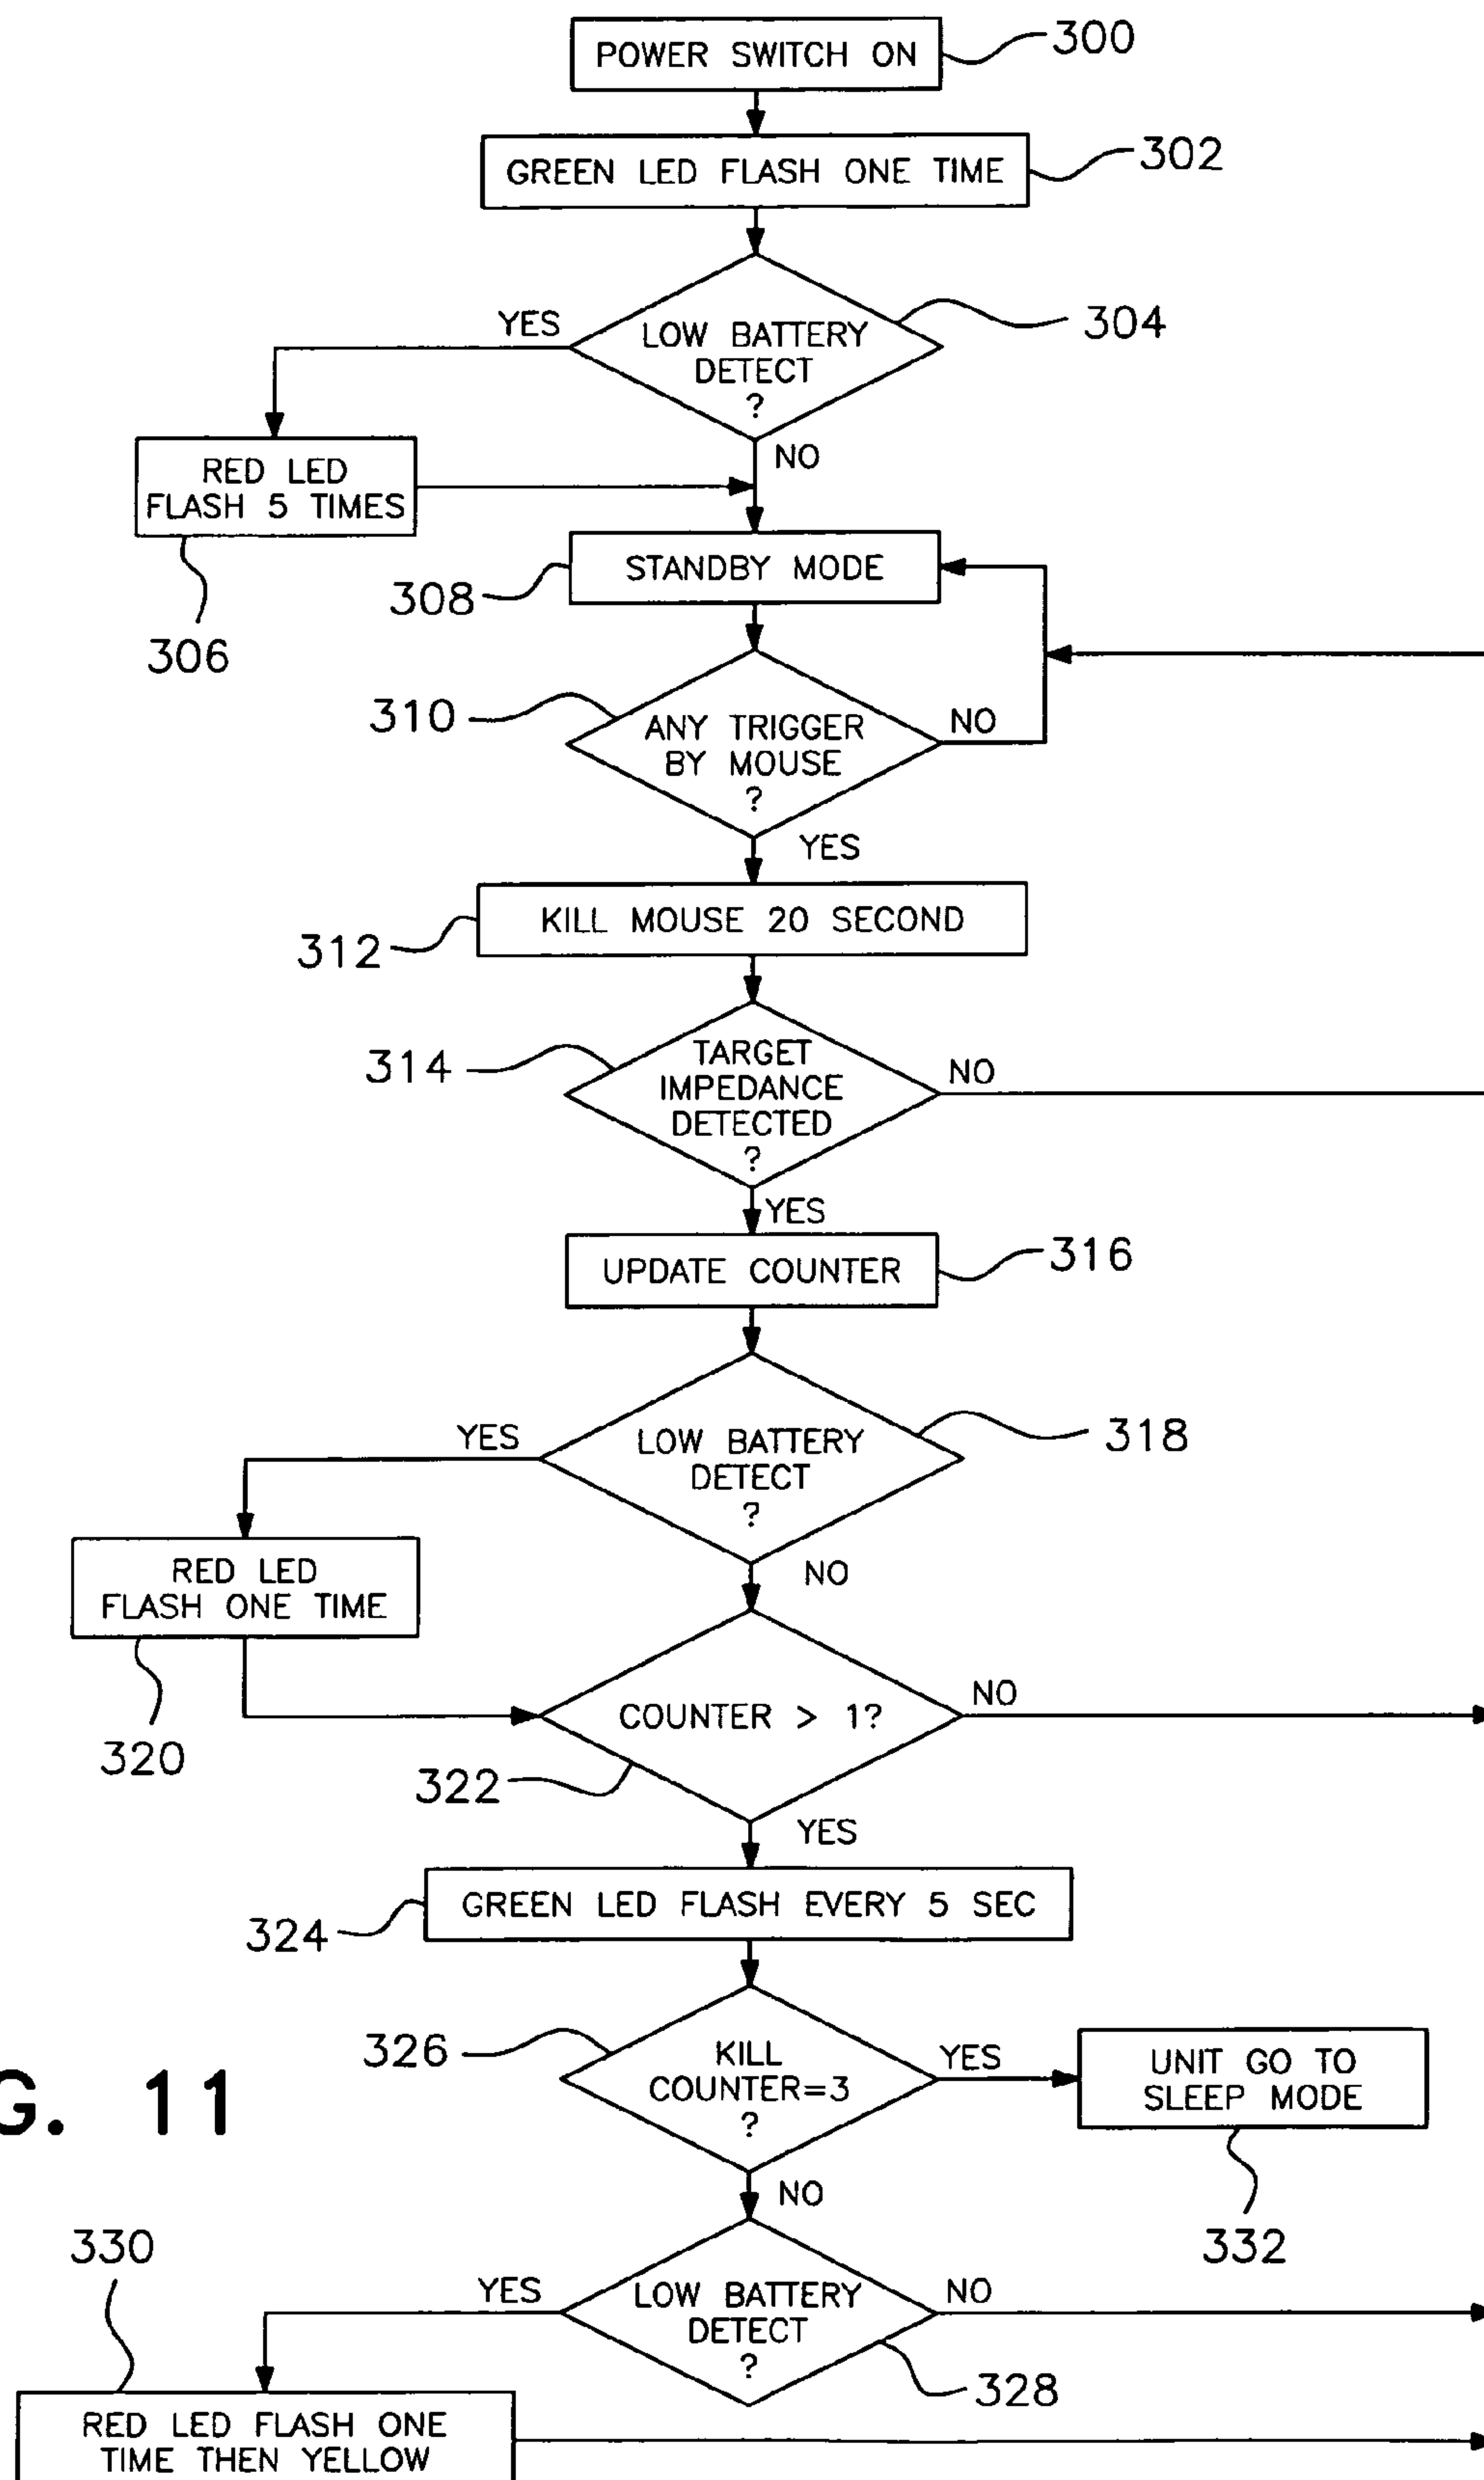 POWER SWITCH ON
300
GREEN LED FLASH ONE TIME
302
LOW BATTERY
DETECT
?
304
YES
NO
RED LED
FLASH 5 TIMES
306
STANDBY MODE
308
ANY TRIGGER
BY MOUSE
?
310
NO
YES
KILL MOUSE 20 SECOND
312
TARGET
IMPEDANCE
DETECTED
?
314
NO
YES
UPDATE COUNTER
316
LOW BATTERY
DETECT
?
318
YES
NO
RED LED
FLASH ONE TIME
320
COUNTER > 1?
322
NO
YES
GREEN LED FLASH EVERY 5 SEC
324
KILL
COUNTER=3
?
326
YES
UNIT GO TO
SLEEP MODE
332
NO
G. 11
LOW BATTERY
DETECT
?
328
YES
NO
330
RED LED FLASH ONE
TIME THEN YELLOW